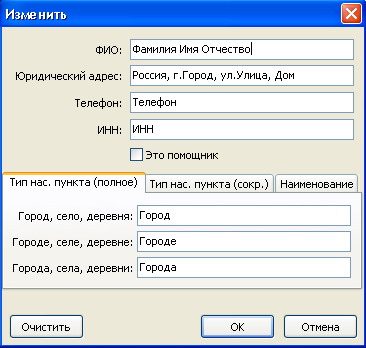 Изменить
ФИО: Фамилия Имя Отчество
Юридический адрес: Россия, г.Город, ул.Улица, Дом
Телефон: Телефон
ИНН: ИНН
Это помощник
Тип нас. пункта (полное) Тип нас. пункта (сокр.) Наименование
Город, село, деревня: Город
Городе, селе, деревне: Городе
Города, села, деревни: Города
Очистить OK Отмена